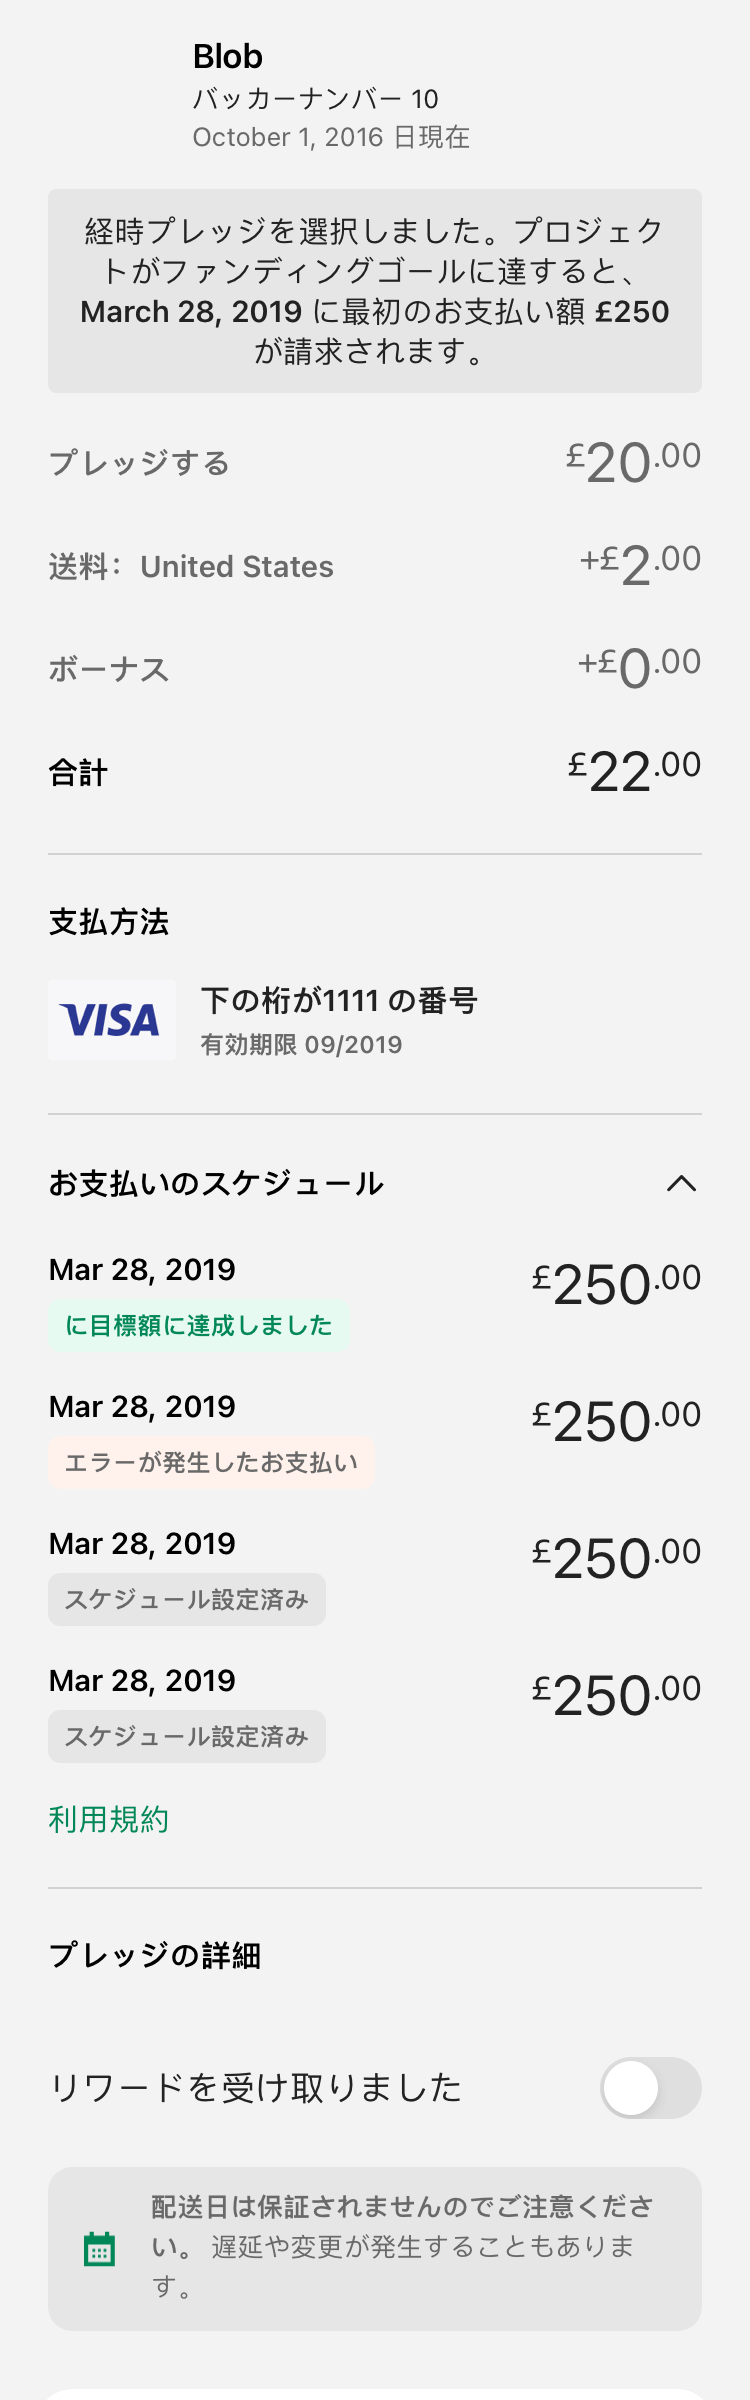 Blob
バッカーナンバー 10
October 1, 2016 日現在
経時プレッジを選択しました。プロジェク
トがファンディングゴールに達すると、
March 28, 2019 に最初のお支払い額 £250
が請求されます。
プレッジする £20.00
送料： United States +£2.00
ボーナス +£0.00
合計 £22.00
支払方法
VISA
下の桁が1111 の番号
有効期限 09/2019
お支払いのスケジュール
Mar 28, 2019 £250.00
に目標額に達成しました
Mar 28, 2019 £250.00
エラーが発生したお支払い
Mar 28, 2019 £250.00
スケジュール設定済み
Mar 28, 2019 £250.00
スケジュール設定済み
利用規約
プレッジの詳細
リワードを受け取りました
配送日は保証されませんのでご注意くださ
い。 遅延や変更が発生することもありま
す。